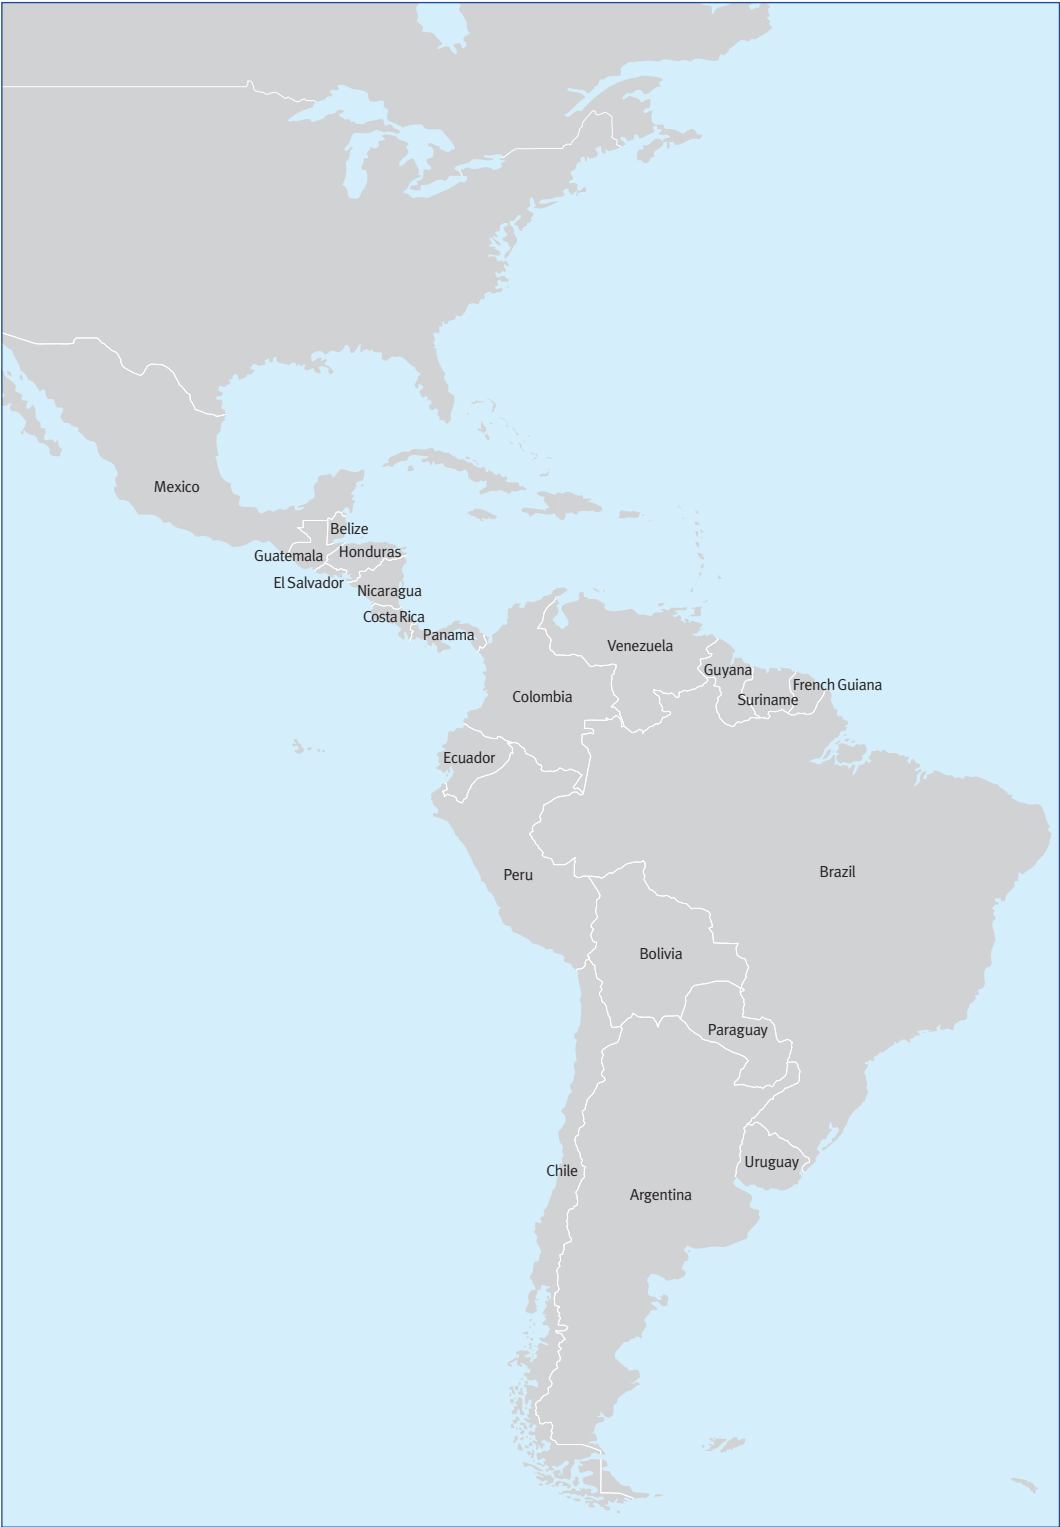 Mexico
Belize
Guatemala
Honduras
El Salvador
Nicaragua
Costa Rica
Panama
Venezuela
Guyana
French Guiana
Colombia
Suriname
Ecuador
Brazil
Peru
Bolivia
Paraguay
Uruguay
Chile
Argentina